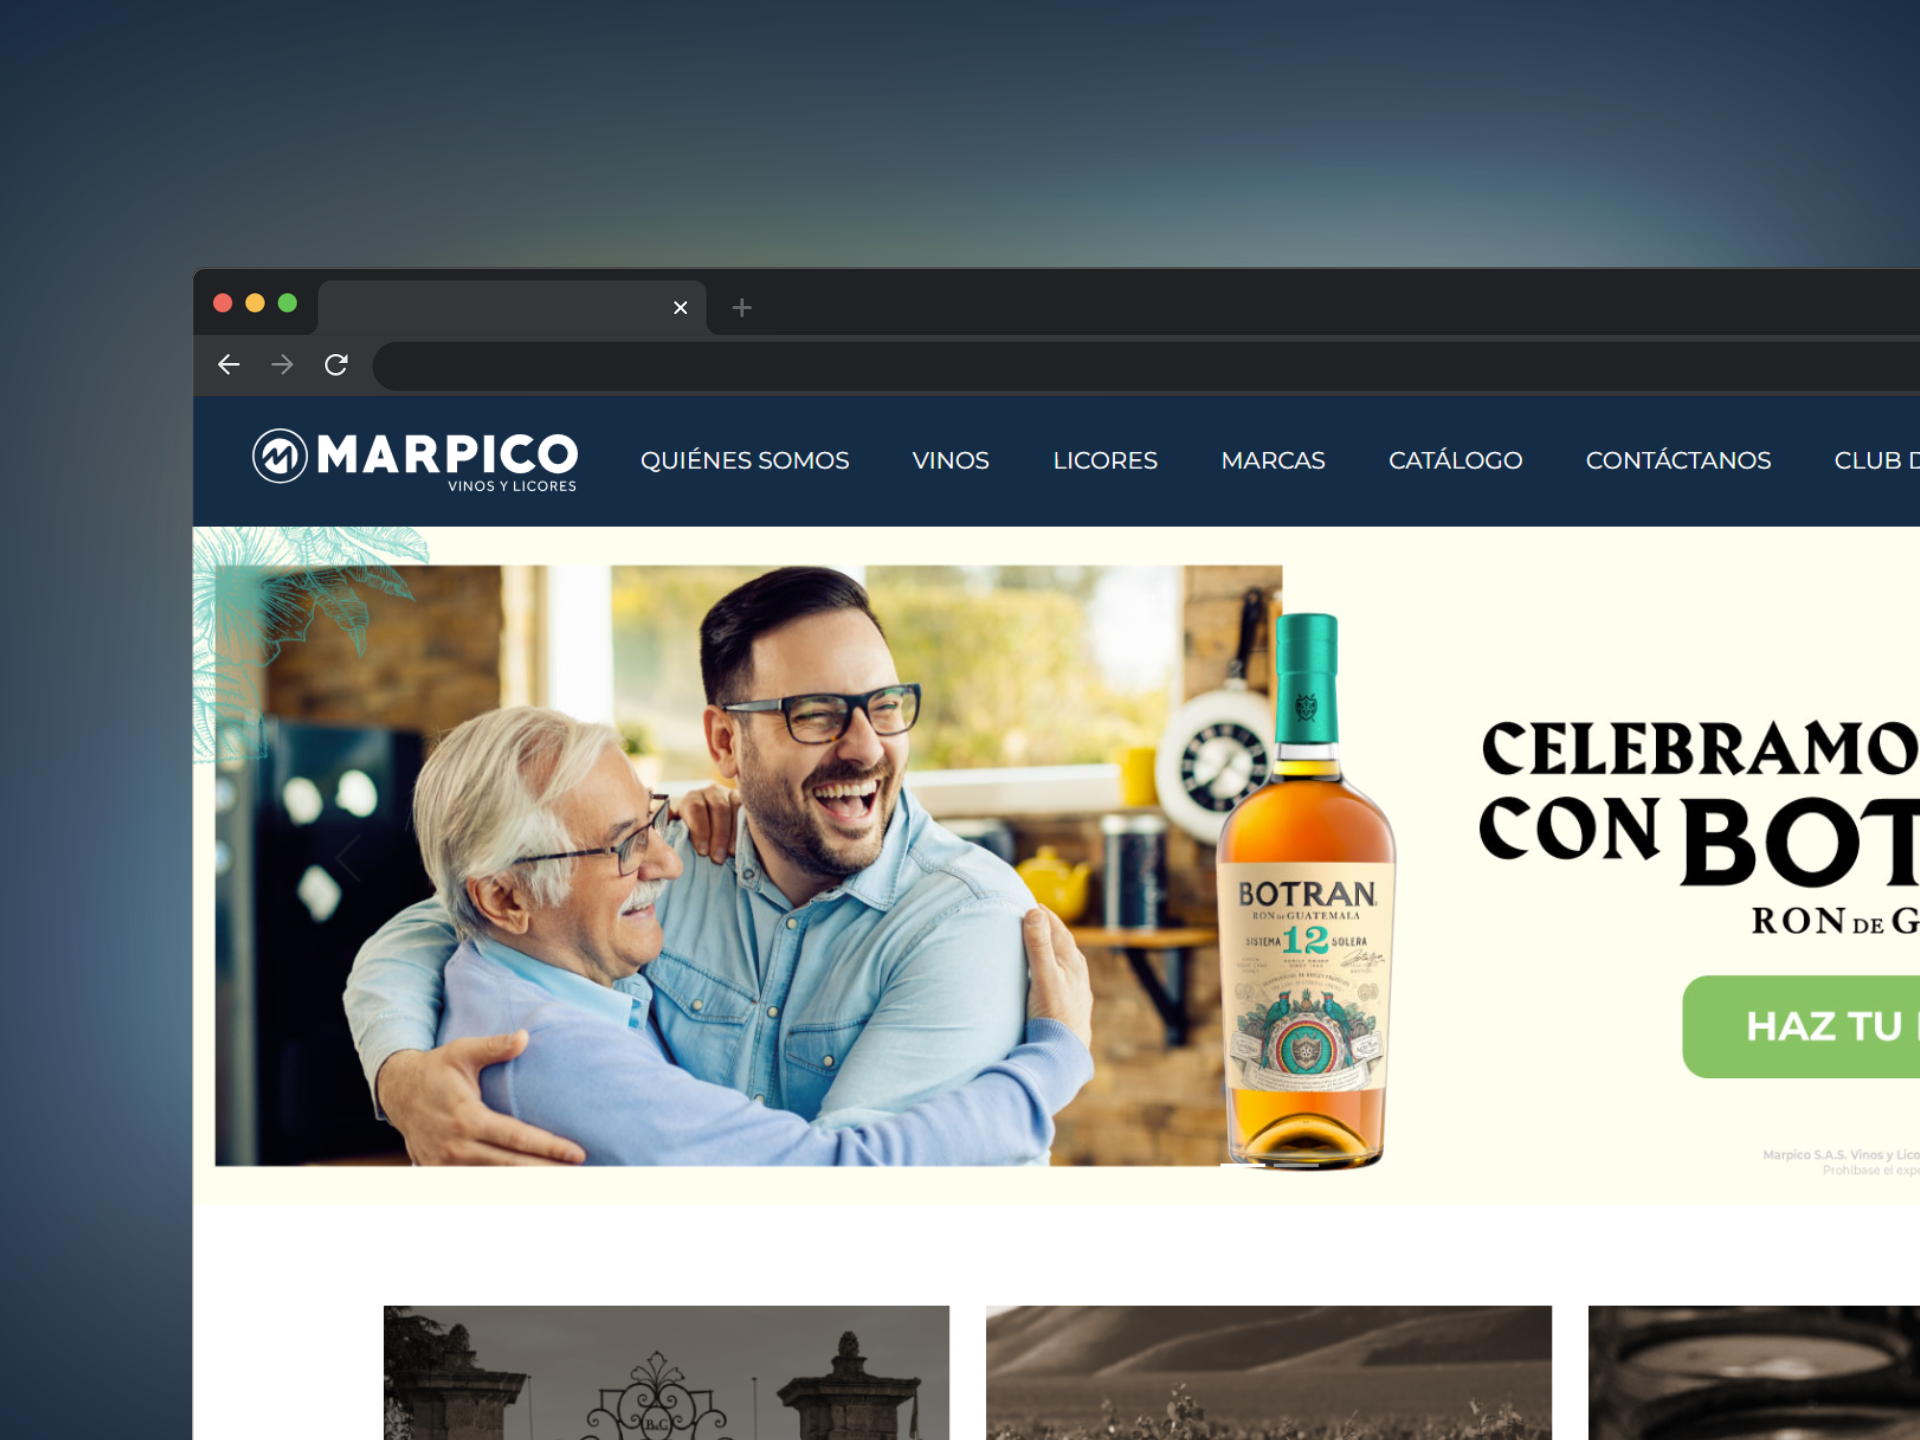 MARPICO
VINOS Y LICORES
QUIÉNES SOMOS VINOS LICORES MARCAS CATÁLOGO CONTÁCTANOS CLUB D
CELEBRAMO
CON BOT
RON DE G
BOTRAN
RON DE GUATEMALA
SISTEMA 12 SOLERA
HAZ TU
Marpico S.A.S. Vinos y Lico
Prohíbase el expe
B&G